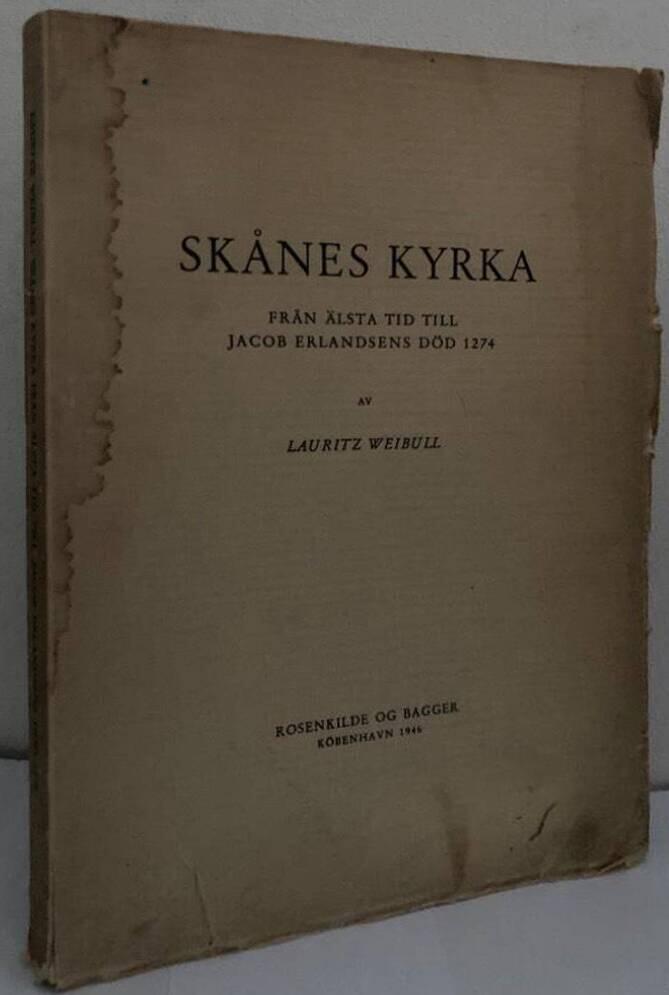 SKÅNES KYRKA
FRÅN ÄLSTA TID TILL
JACOB ERLANDSENS DÖD 1274
AV
LAURITZ WEIBULL
ROSENKILDE OG BAGGER
KÖBENHAVN 1946